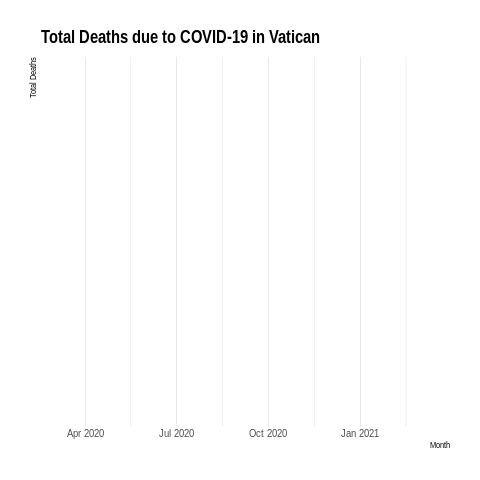 Total Deaths due to COVID-19 in Vatican
Total Deaths
Apr 2020
Jul 2020
Oct 2020
Jan 2021
Month